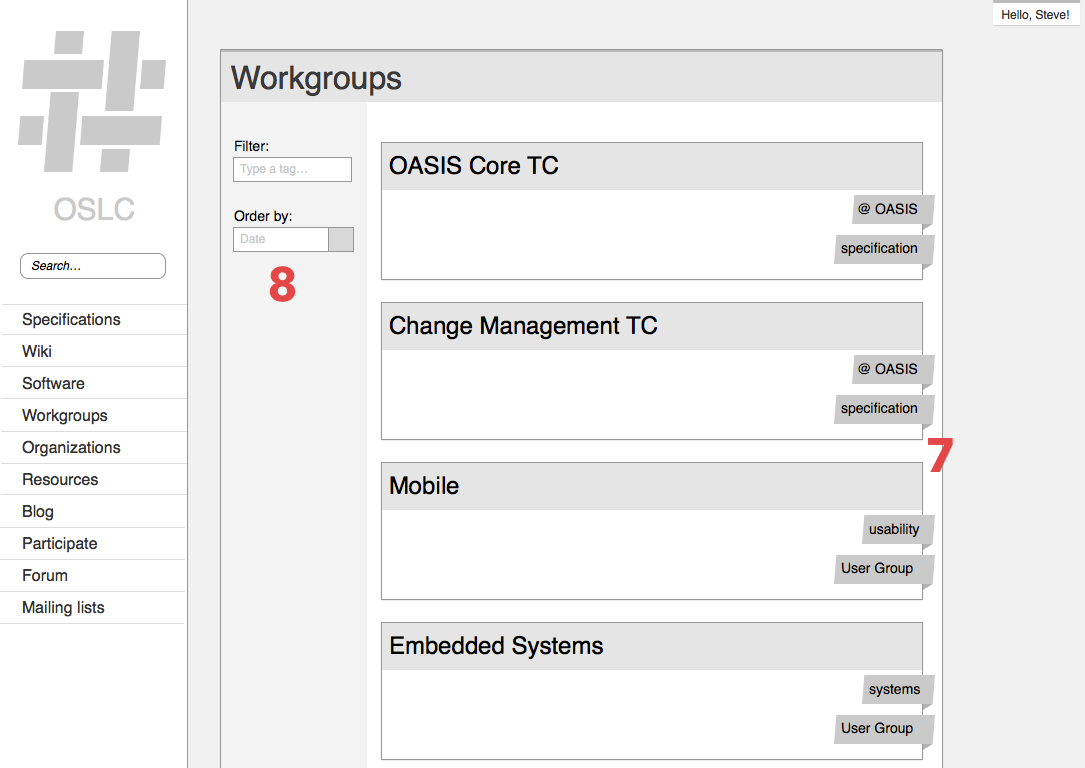 Hello, Steve!
OSLC
Search...
Specifications
Wiki
Software
Workgroups
Organizations
Resources
Blog
Participate
Forum
Mailing lists
Workgroups
Filter:
Type a tag...
Order by:
Date
8
OASIS Core TC
@ OASIS
specification
Change Management TC
@ OASIS
specification
7
Mobile
usability
User Group
Embedded Systems
systems
User Group